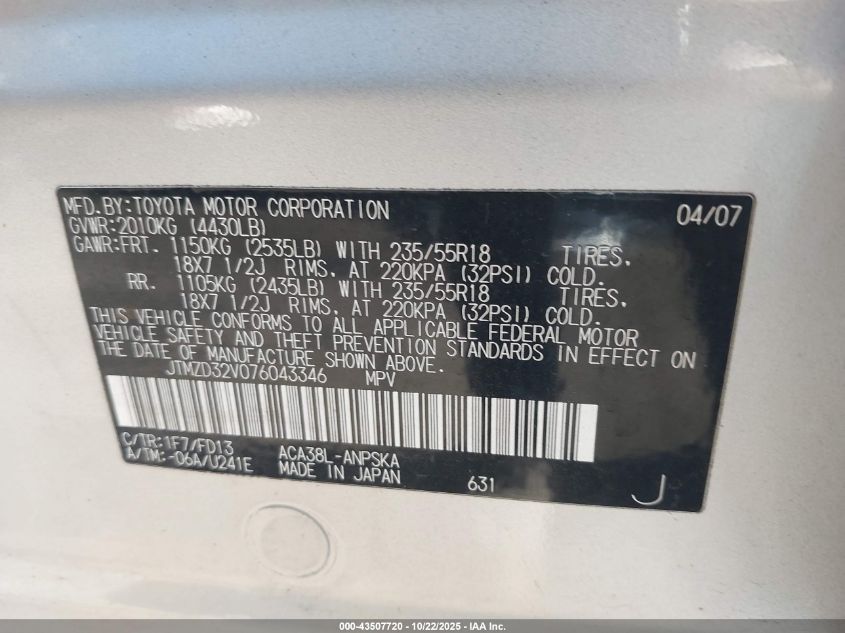 MFD.BY:TOYOTA MOTOR CORPORATION 04/07
GVWR:2010KG (4430LB)
GAWR:FRT. 1150KG (2535LB) WITH 235/55R18 TIRES.
18X7 1/2J RIMS. AT 220KPA (32PSI) COLD.
RR. 1105KG (2435LB) WITH 235/55R18 TIRES,
18X7 1/2J RIMS. AT 220KPA (32PSI) COLD.
THIS VEHICLE CONFORMS TO ALL APPLICABLE FEDERAL MOTOR
VEHICLE SAFETY AND THEFT PREVENTION STANDARDS IN EFFECT ON
THE DATE OF MANUFACTURE SHOWN ABOVE.
JTMZD32V076043346 MPV
C/TR:1F7/FD13 ACA38L-ANPSKA
A/TM:-06A/U241E MADE IN JAPAN 631 J
000-43507720 - 10/22/2025 - IAA Inc.